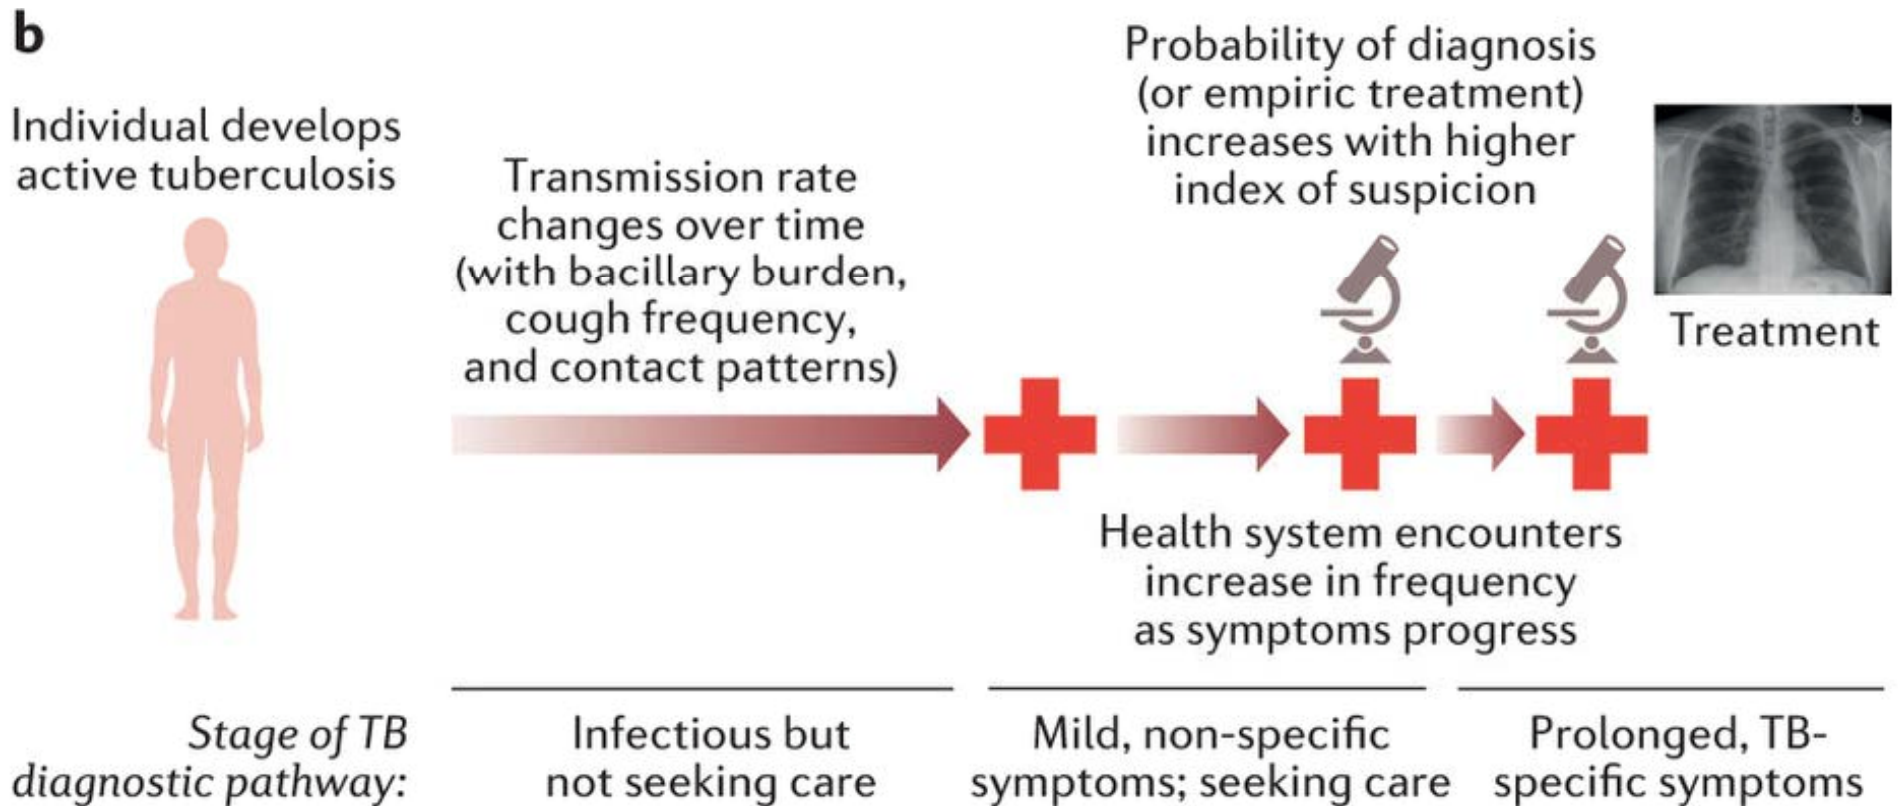 b
Individual develops
active tuberculosis
Transmission rate
changes over time
(with bacillary burden,
cough frequency,
and contact patterns)
Probability of diagnosis
(or empiric treatment)
increases with higher
index of suspicion
Treatment
Health system encounters
increase in frequency
as symptoms progress
Stage of TB
diagnostic pathway:
Infectious but
not seeking care
Mild, non-specific
symptoms; seeking care
Prolonged, TB-
specific symptoms